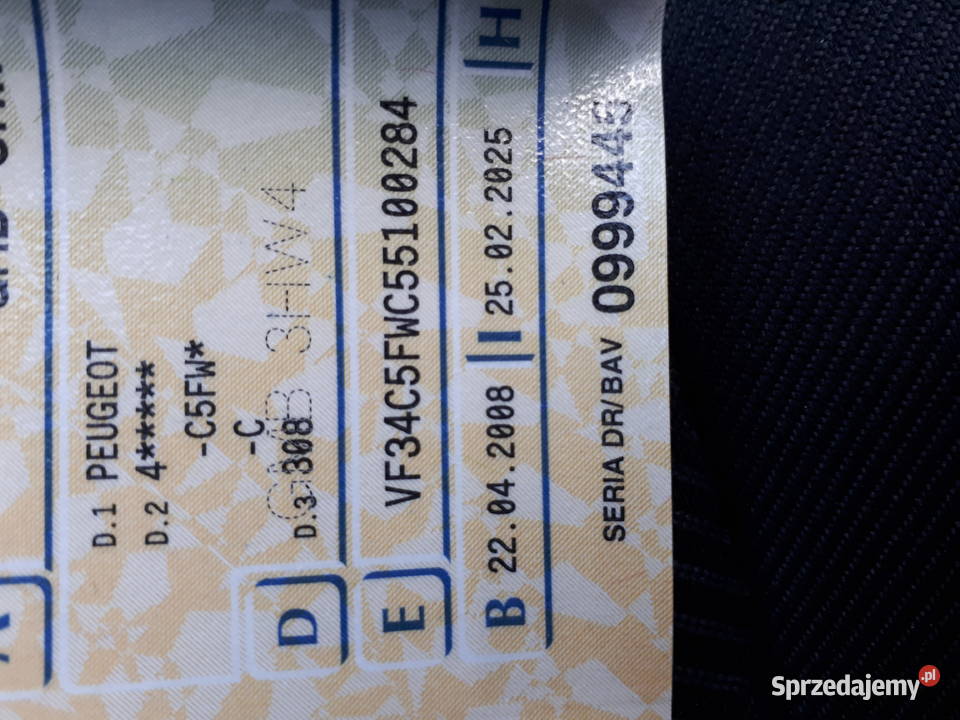 D.1 PEUGEOT
D.2 4*****
-C5FW*
-C
D.3 308
D
E VF34C5FWC55100284
B 22.04.2008 I 25.02.2025 H
SERIA DR/BAV 0999445
Sprzedajemy.pl